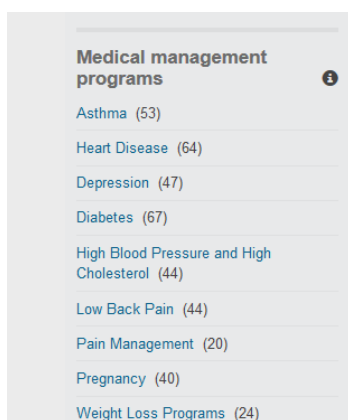 Medical management
programs
Asthma (53)
Heart Disease (64)
Depression (47)
Diabetes (67)
High Blood Pressure and High
Cholesterol (44)
Low Back Pain (44)
Pain Management (20)
Pregnancy (40)
Weight Loss Programs (24)